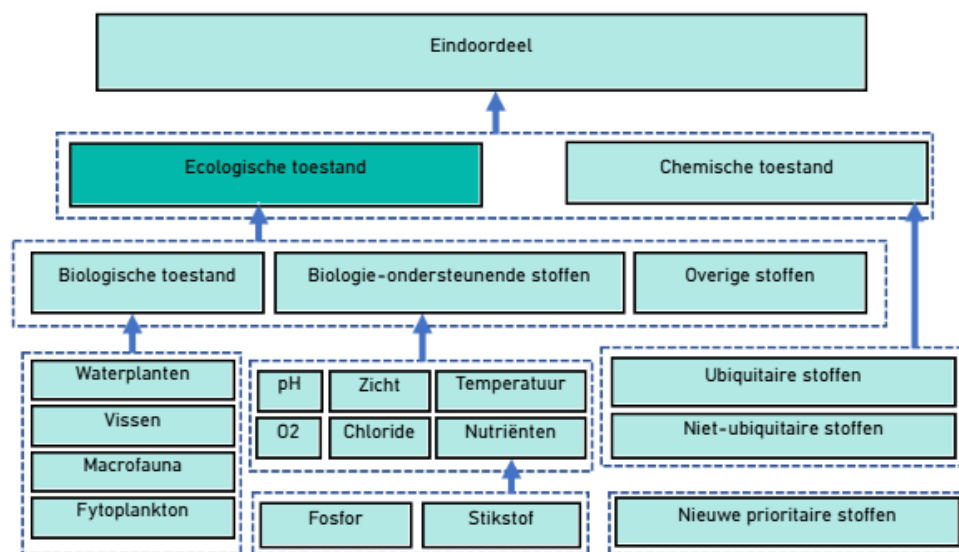 Eindoordeel
Ecologische toestand
Chemische toestand
Biologische toestand
Biologie-ondersteunende stoffen
Overige stoffen
Waterplanten
Vissen
Macrofauna
Fytoplankton
pH
Zicht
Temperatuur
O2
Chloride
Nutriënten
Fosfor
Stikstof
Ubiquitaire stoffen
Niet-ubiquitaire stoffen
Nieuwe prioritaire stoffen